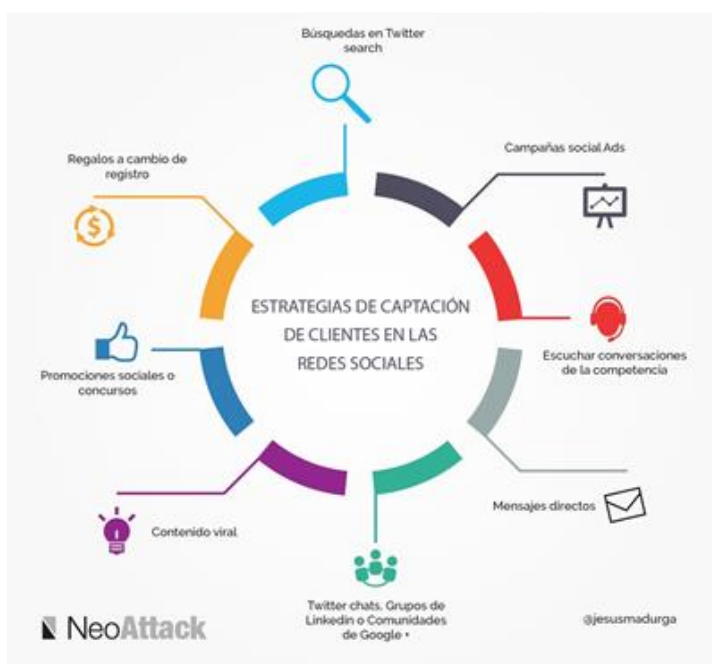 Búsquedas en Twitter
search
Campañas social Ads
Regalos a cambio de
registro
ESTRATEGIAS DE CAPTACIÓN
DE CLIENTES EN LAS
REDES SOCIALES
Escuchar conversaciones
de la competencia
Promociones sociales o
concursos
Mensajes directos
Contenido viral
Twitter chats, Grupos de
Linkedin o Comunidades
de Google +
NeoAttack
@jesusmadurga